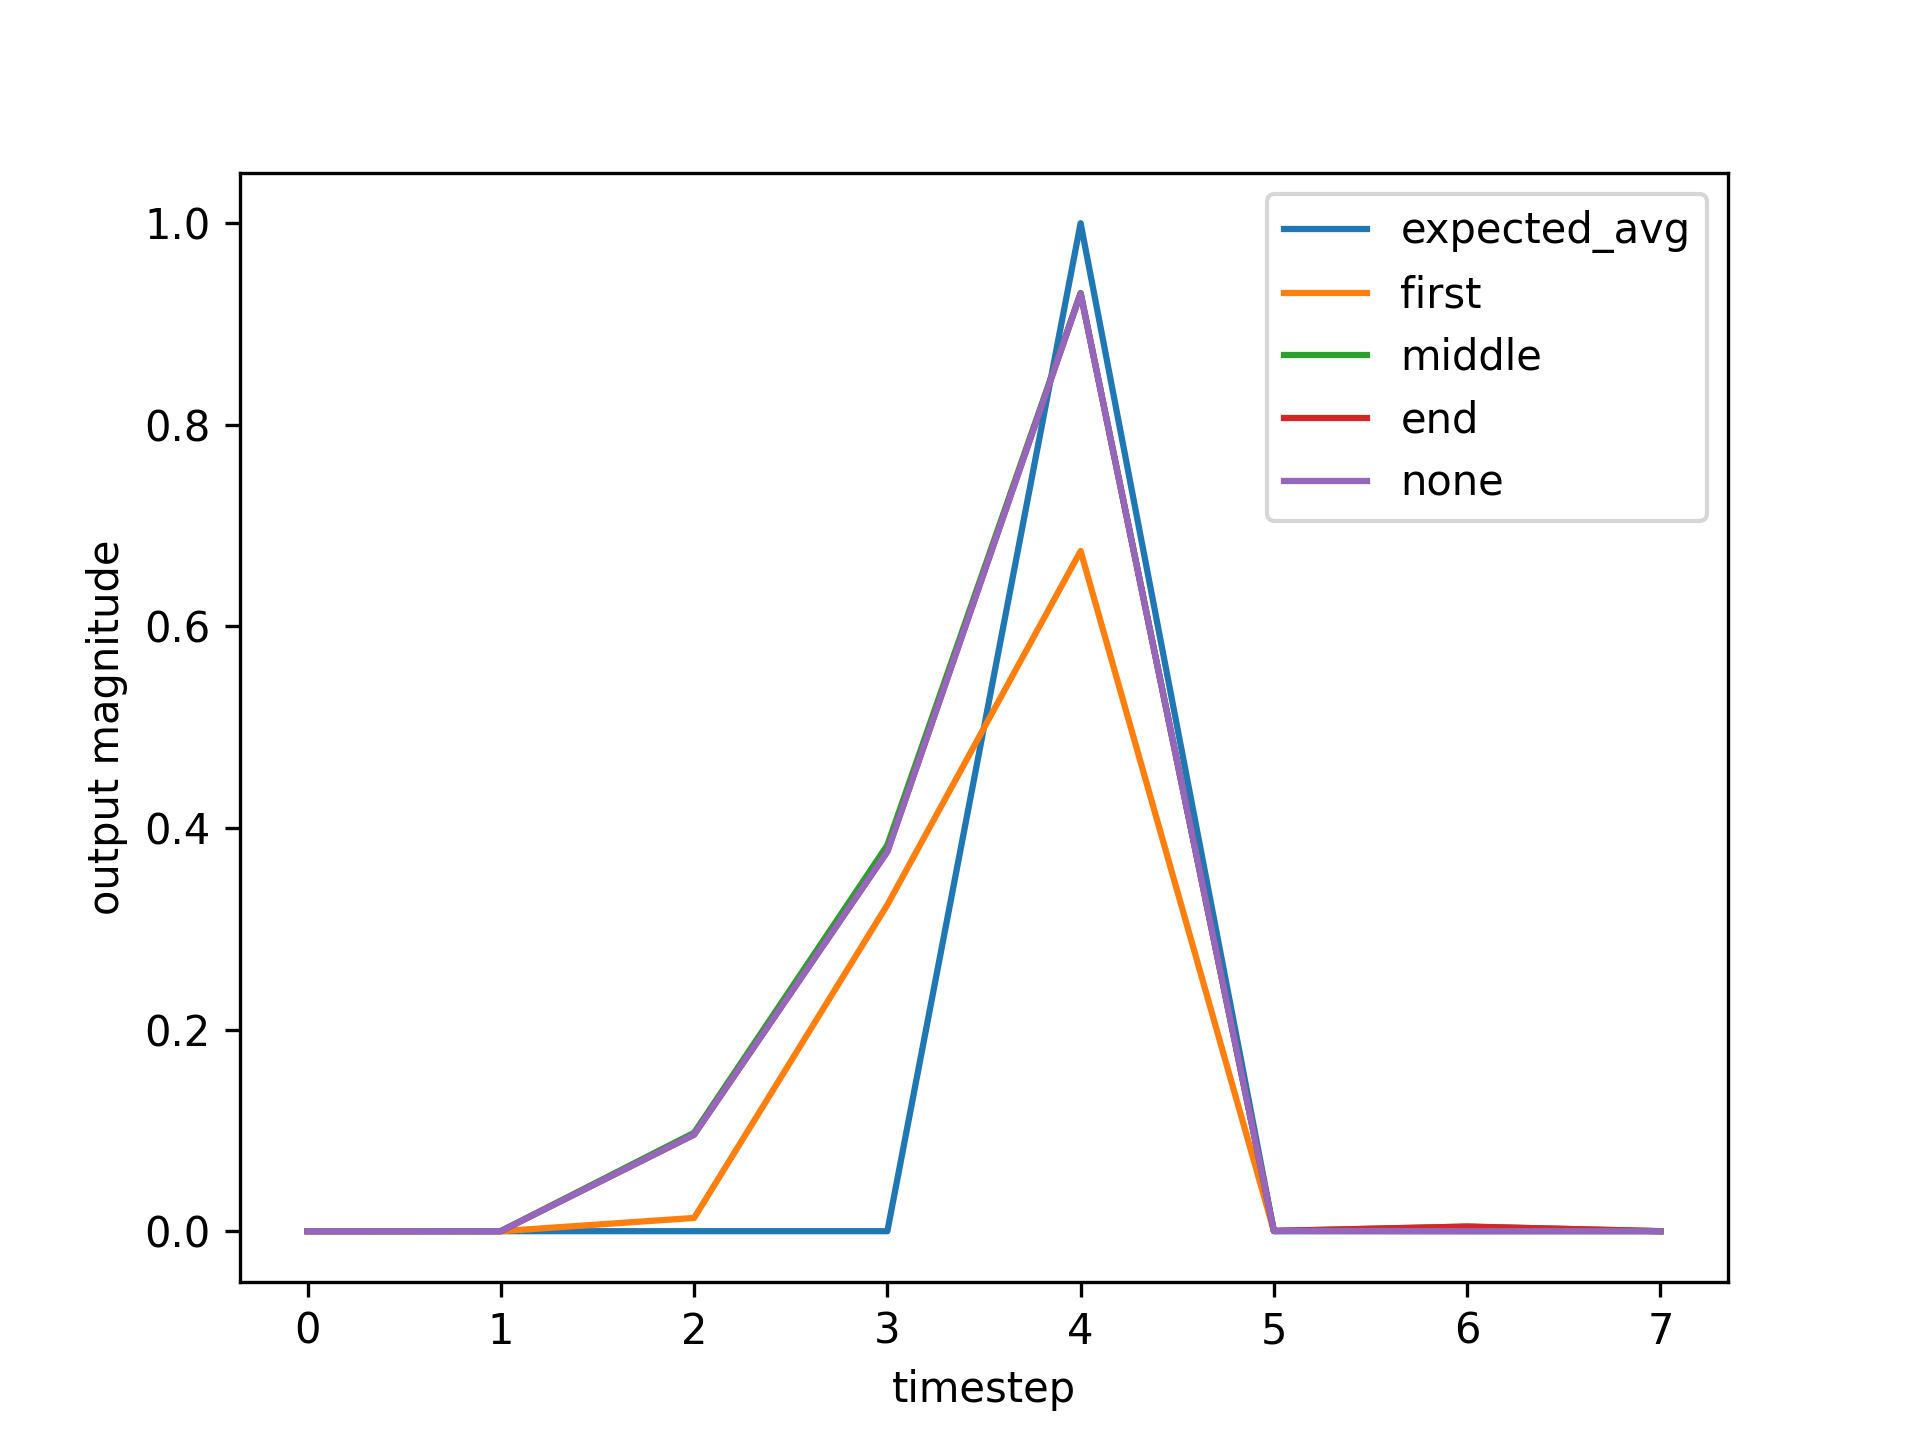 1.0
0.8
0.6
0.4
0.2
0.0
output magnitude
0 1 2 3 4 5 6 7
timestep
expected_avg
first
middle
end
none